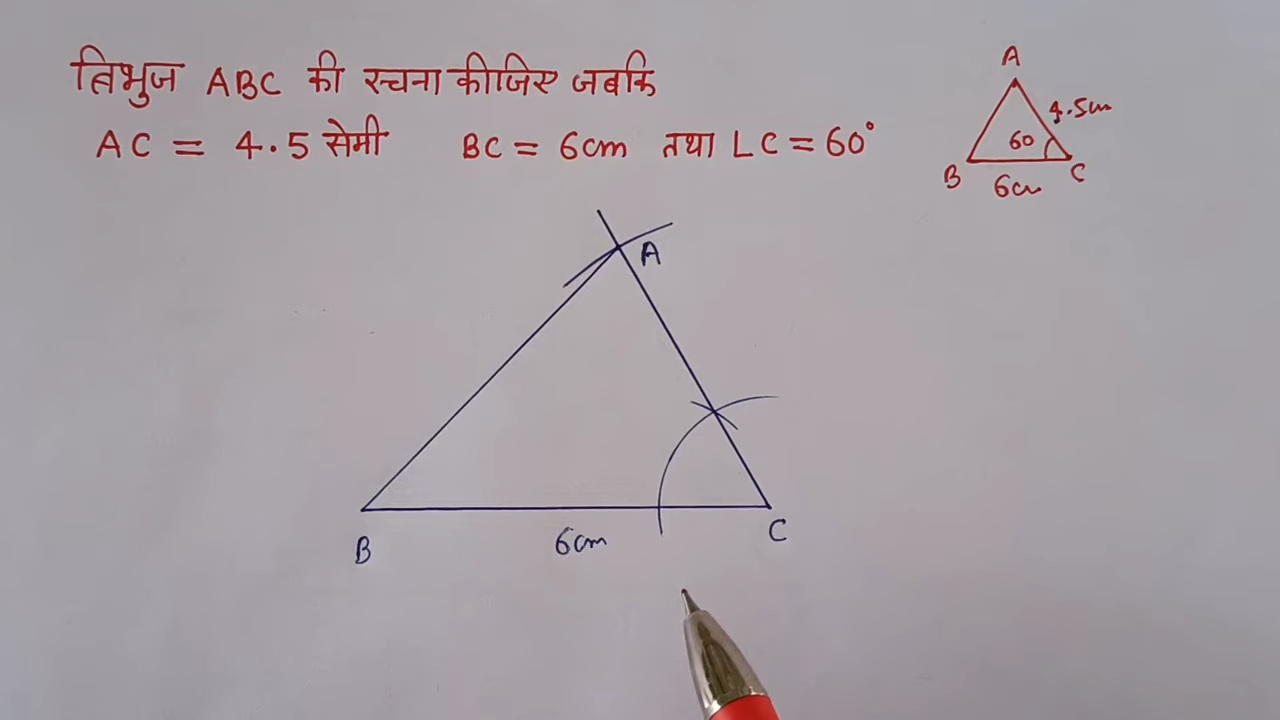 त्रिभुज ABC की रचना कीजिए जबकि
AC = 4.5 सेमी BC = 6cm तथा ∠C = 60°
A
4.5cm
60
B
C
6cm
A
B
6cm
C